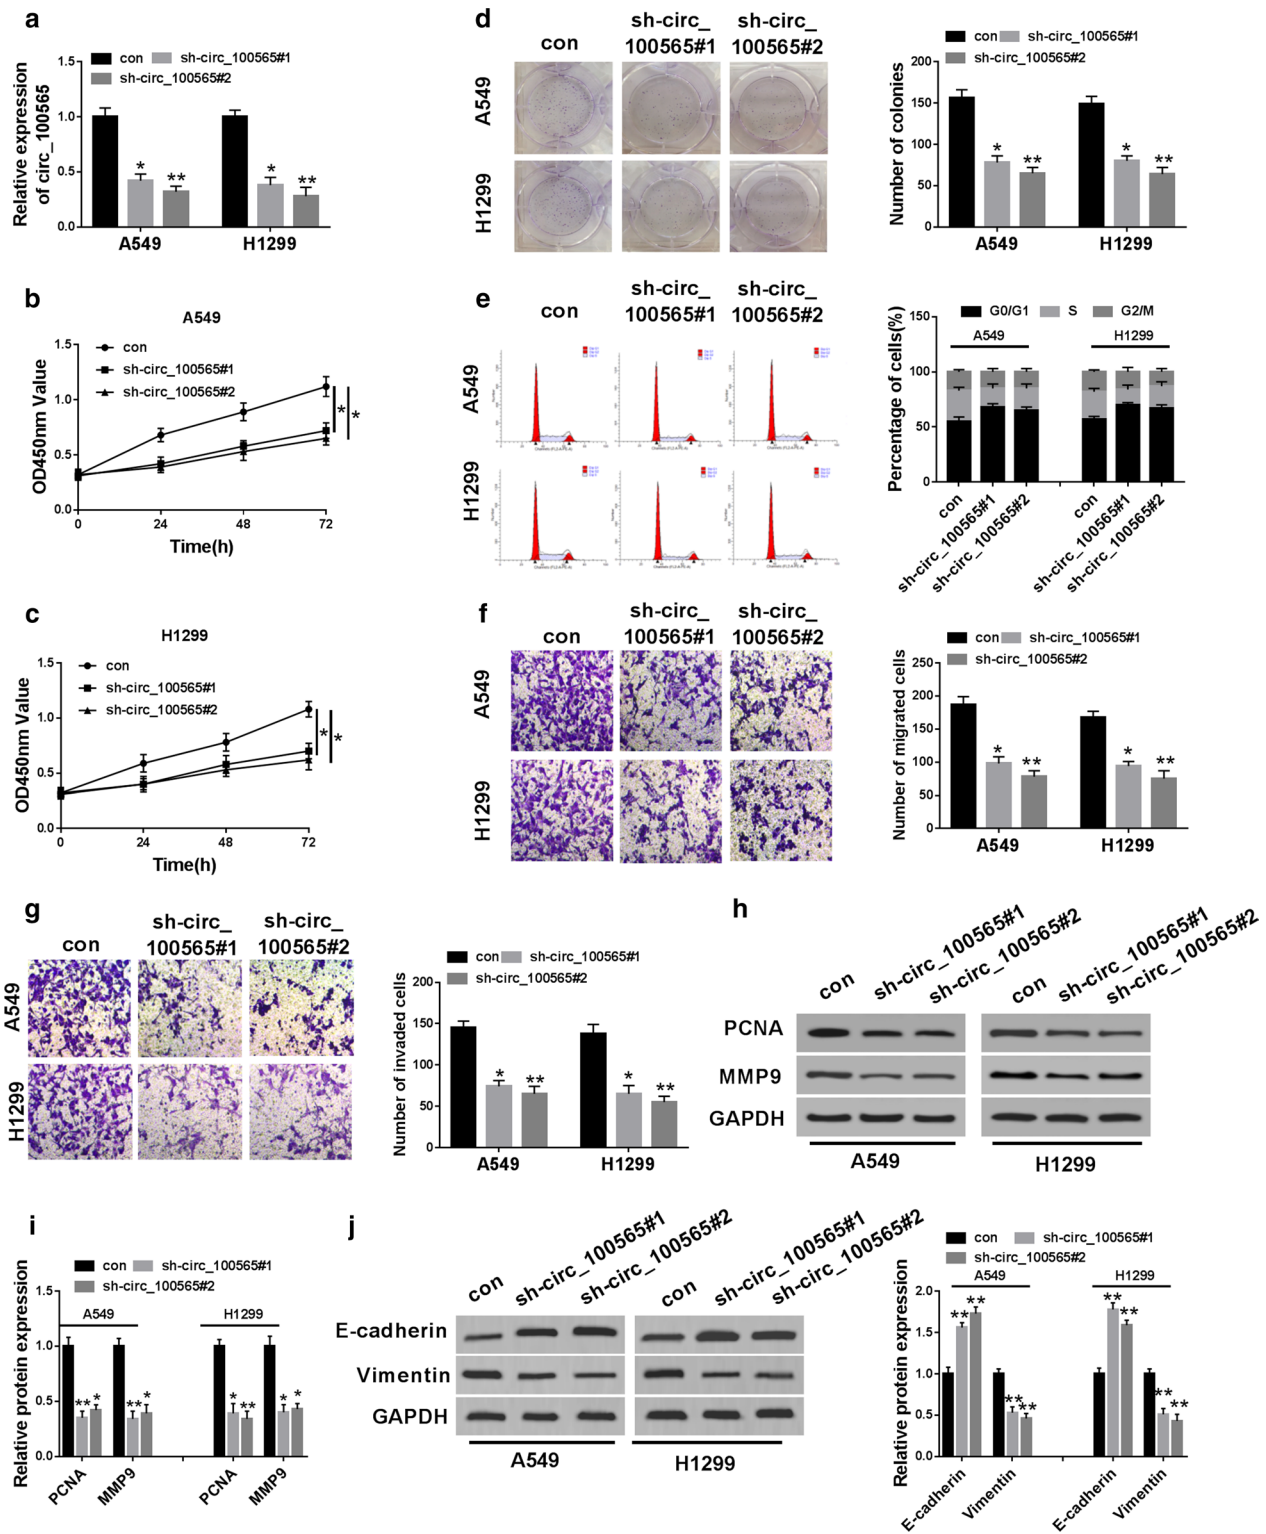 a
con sh-circ_100565#1
sh-circ_100565#2
Relative expression
of circ_100565
1.5
1.0
0.5
0.0
* ** * **
A549 H1299
b
A549
OD450nm Value
1.5
1.0
0.5
0.0
con
sh-circ_100565#1
sh-circ_100565#2
* *
0 24 48 72
Time(h)
c
H1299
OD450nm Value
1.5
1.0
0.5
0.0
con
sh-circ_100565#1
sh-circ_100565#2
* *
0 24 48 72
Time(h)
d
con
sh-circ_
100565#1
sh-circ_
100565#2
A549
H1299
con sh-circ_100565#1
sh-circ_100565#2
Number of colonies
200
150
100
50
0
* ** * **
A549 H1299
e
con
sh-circ_
100565#1
sh-circ_
100565#2
A549
H1299
Percentage of cells(%)
150
100
50
0
G0/G1 S G2/M
A549 H1299
con
sh-circ_100565#1
sh-circ_100565#2
con
sh-circ_100565#1
sh-circ_100565#2
f
con
sh-circ_
100565#1
sh-circ_
100565#2
A549
H1299
con sh-circ_100565#1
sh-circ_100565#2
Number of migrated cells
250
200
150
100
50
0
* ** * **
A549 H1299
g
con
sh-circ_
100565#1
sh-circ_
100565#2
A549
H1299
con sh-circ_100565#1
sh-circ_100565#2
Number of invaded cells
200
150
100
50
0
* ** * **
A549 H1299
h
con
sh-circ_100565#1
sh-circ_100565#2
con
sh-circ_100565#1
sh-circ_100565#2
PCNA
MMP9
GAPDH
A549 H1299
i
con sh-circ_100565#1
sh-circ_100565#2
Relative protein expression
1.5
1.0
0.5
0.0
A549 H1299
** * ** * * ** * *
PCNA MMP9 PCNA MMP9
j
con
sh-circ_100565#1
sh-circ_100565#2
con
sh-circ_100565#1
sh-circ_100565#2
E-cadherin
Vimentin
GAPDH
A549 H1299
con sh-circ_100565#1
sh-circ_100565#2
Relative protein expression
2.0
1.5
1.0
0.5
0.0
A549 H1299
** ** ** ** ** ** ** **
E-cadherin Vimentin E-cadherin Vimentin